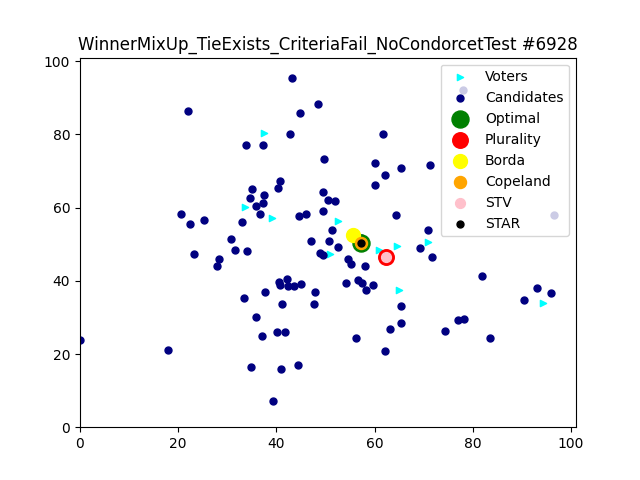 WinnerMixUp_TieExists_CriteriaFail_NoCondorcetTest #6928
100
80
60
40
20
0
0
20
40
60
80
100
Voters
Candidates
Optimal
Plurality
Borda
Copeland
STV
STAR